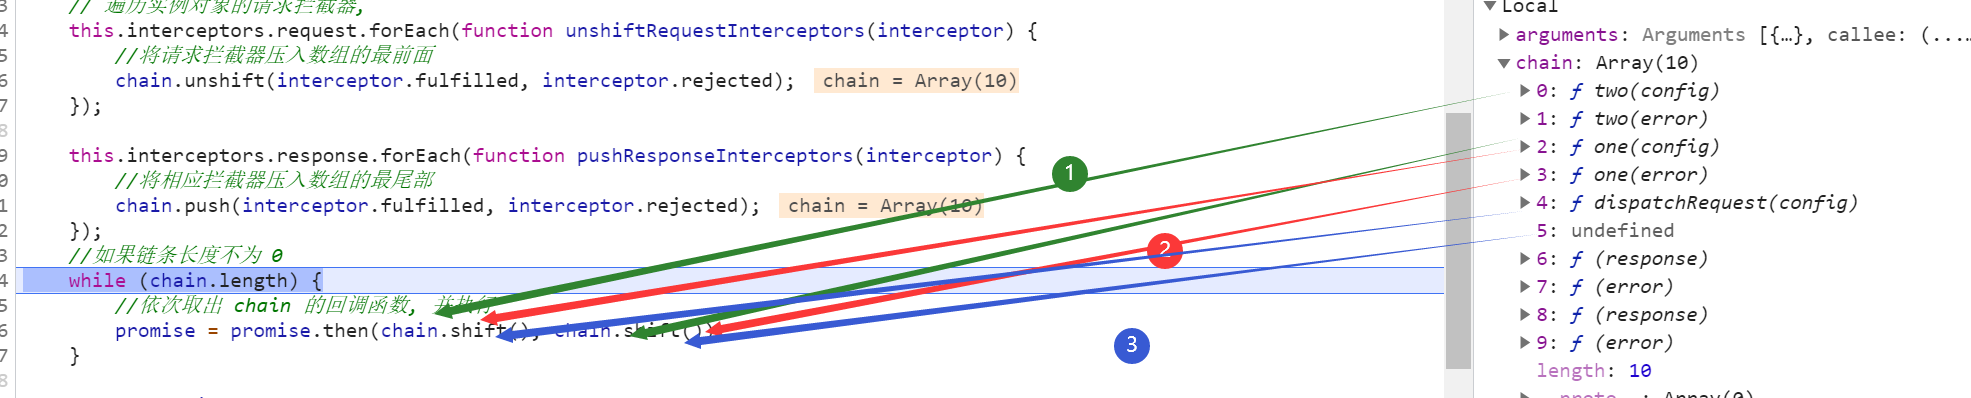 3 // 遍历实例对象的请求拦截器,
4 this.interceptors.request.forEach(function unshiftRequestInterceptors(interceptor) {
5 //将请求拦截器压入数组的最前面
6 chain.unshift(interceptor.fulfilled, interceptor.rejected); chain = Array(10)
7 });
8
9 this.interceptors.response.forEach(function pushResponseInterceptors(interceptor) {
0 //将相应拦截器压入数组的最尾部
1 chain.push(interceptor.fulfilled, interceptor.rejected); chain = Array(10)
2 });
3 //如果链条长度不为 0
4 while (chain.length) {
5 //依次取出 chain 的回调函数, 并执行
6 promise = promise.then(chain.shift(), chain.shift())
7 }
8
1
2
3
Local
arguments: Arguments [{…}, callee: (...…
chain: Array(10)
0: ƒ two(config)
1: ƒ two(error)
2: ƒ one(config)
3: ƒ one(error)
4: ƒ dispatchRequest(config)
5: undefined
6: ƒ (response)
7: ƒ (error)
8: ƒ (response)
9: ƒ (error)
length: 10
__proto__: Array(0)